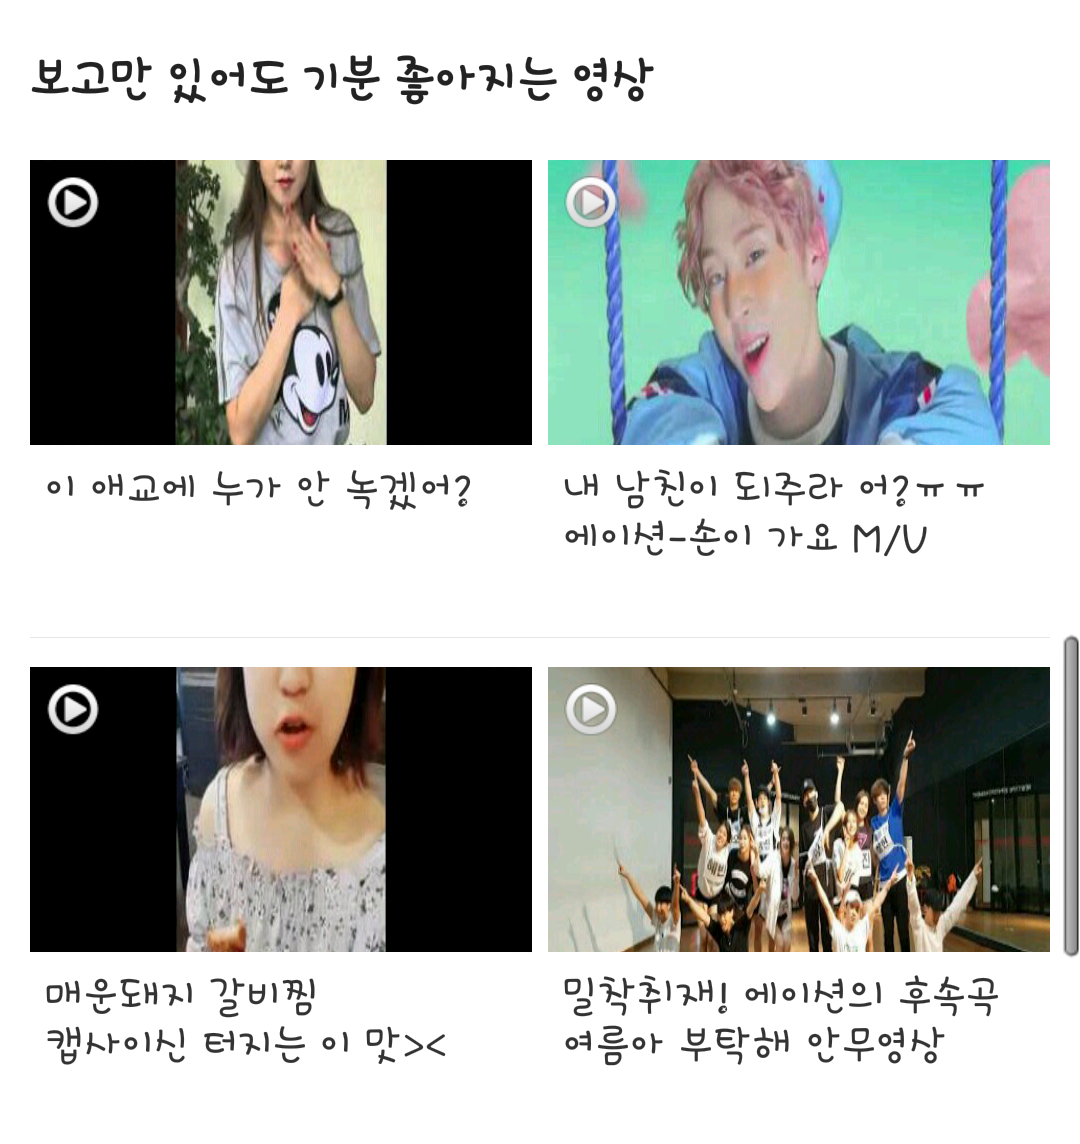 보고만 있어도 기분 좋아지는 영상
이 애교에 누가 안 녹겠어?
내 남친이 되주라 어?ㅠㅠ
에이션-손이 가요 M/V
매운돼지 갈비찜
캡사이신 터지는 이 맛><
밀착취재! 에이션의 후속곡
여름아 부탁해 안무영상